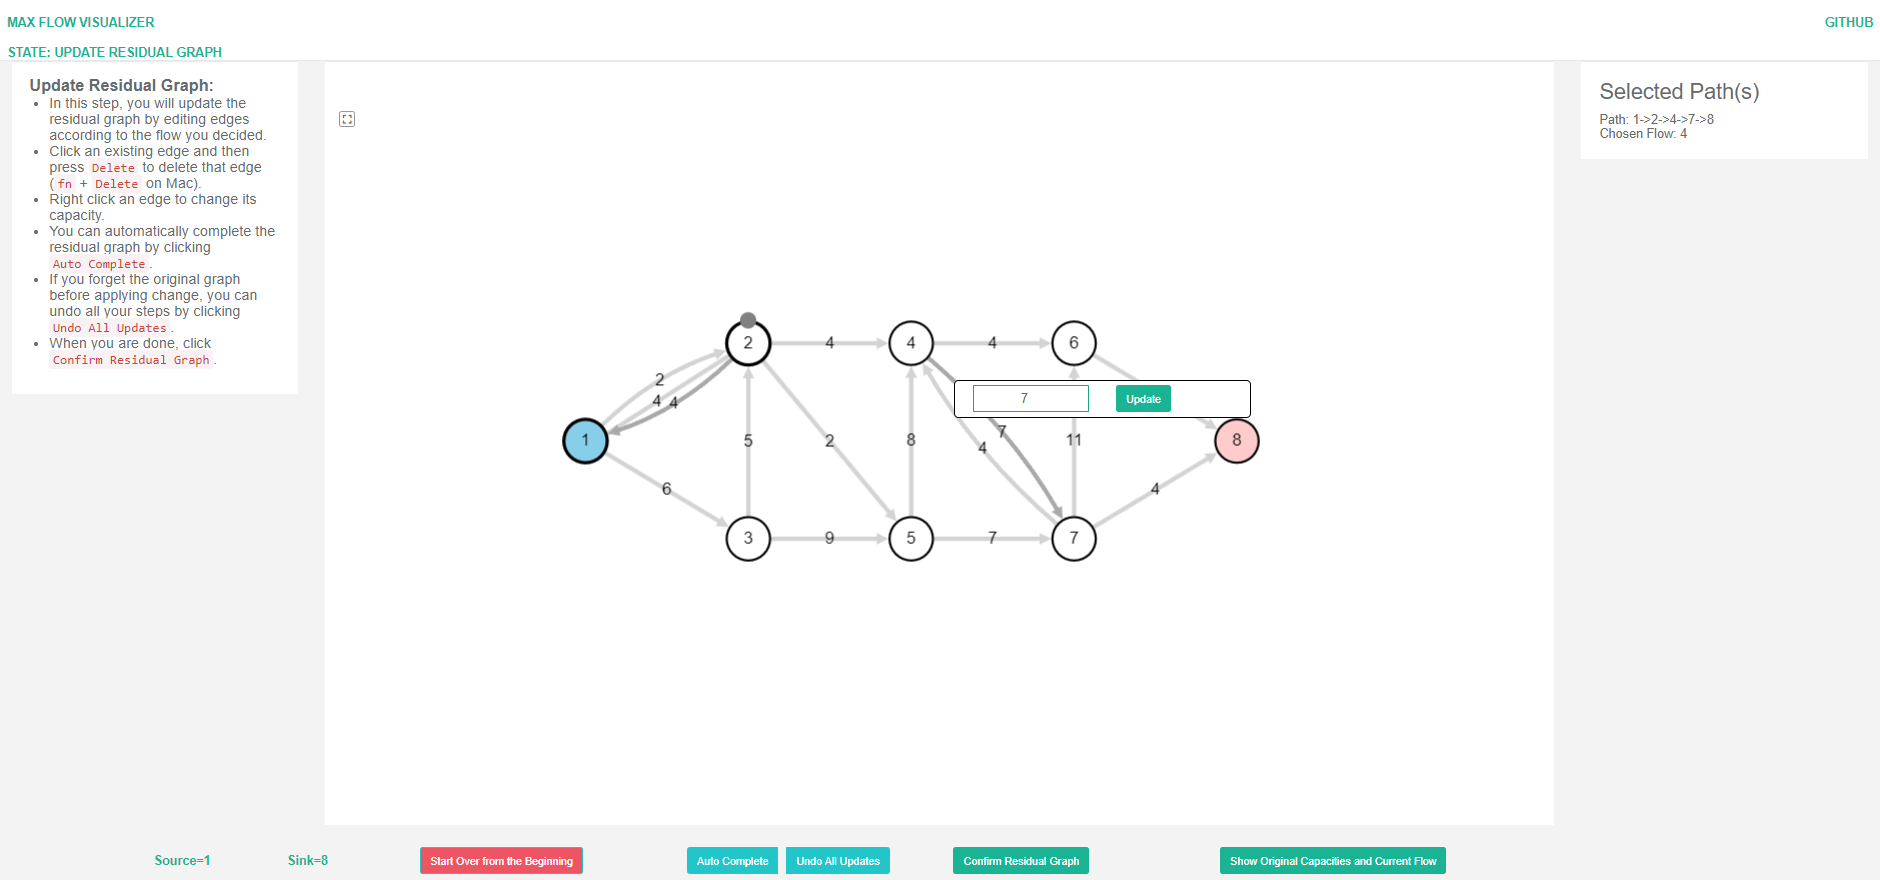 MAX FLOW VISUALIZER
GITHUB
STATE: UPDATE RESIDUAL GRAPH
Update Residual Graph:
In this step, you will update the
residual graph by editing edges
according to the flow you decided.
Click an existing edge and then
press Delete to delete that edge
( fn + Delete on Mac).
Right click an edge to change its
capacity.
You can automatically complete the
residual graph by clicking
Auto Complete.
If you forget the original graph
before applying change, you can
undo all your steps by clicking
Undo All Updates.
When you are done, click
Confirm Residual Graph.
Selected Path(s)
Path: 1->2->4->7->8
Chosen Flow: 4
2
4
4
4
6
2
4
4
7
Update
1
5
2
8
7
4
11
8
6
4
3
9
5
7
7
Source=1
Sink=8
Start Over from the Beginning
Auto Complete
Undo All Updates
Confirm Residual Graph
Show Original Capacities and Current Flow